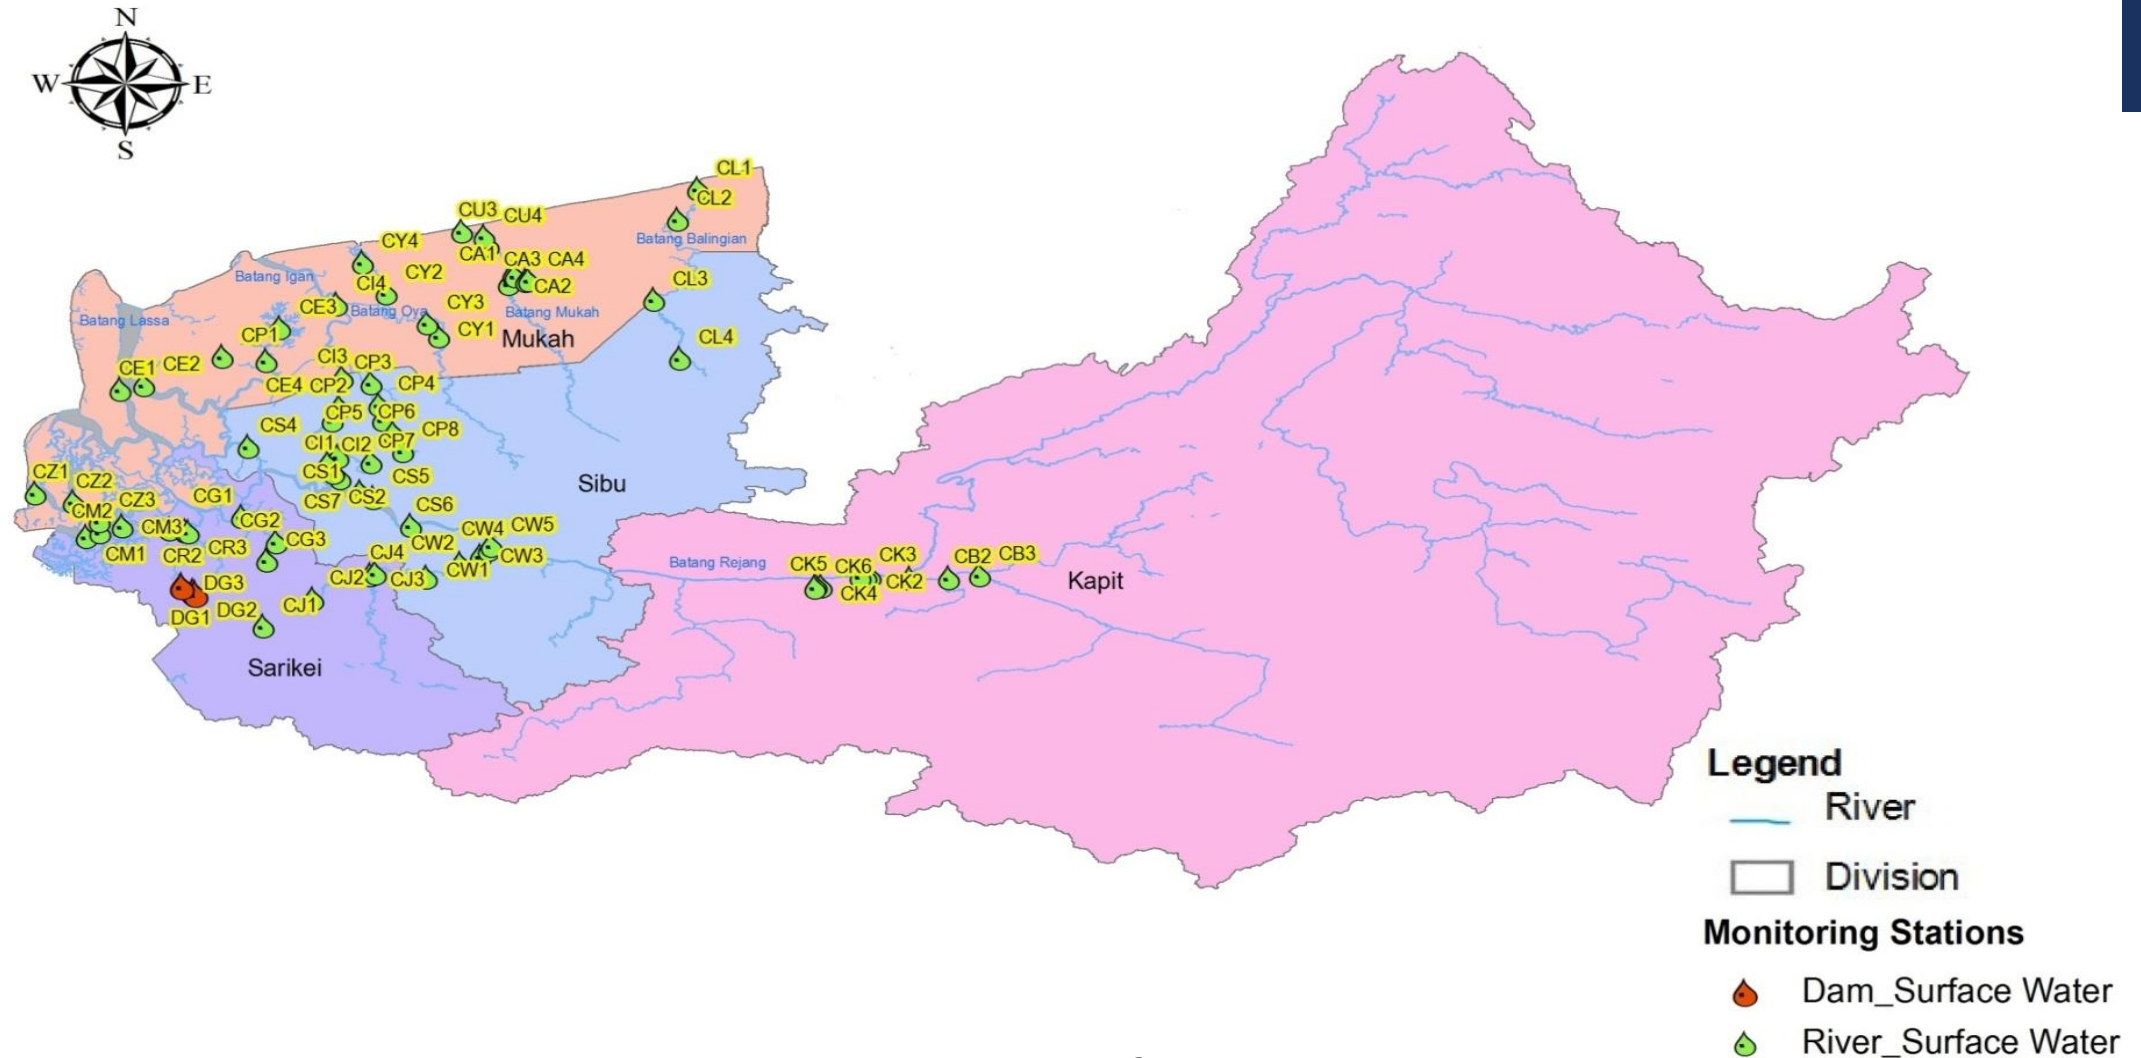 N
W
E
S
CL1
CL2
CU3
CU4
Batang Balingian
CY4
CA1
CA3
CA4
CY2
Batang Igan
CI4
CA2
CL3
CE3
CY3
Batang Oya
Batang Mukah
Batang Lassa
CY1
CP1
Mukah
CL4
CI3
CP3
CE1
CE2
CE4
CP2
CP4
CP5
CP6
CS4
CP8
CI1
CI2
CP7
CZ1
CS1
CS5
CZ2
Sibu
CZ3
CG1
CS7
CS2
CS6
CM2
CG2
CM3
CW4
CW5
CG3
CW2
CM1
CR2
CR3
CJ4
CW3
CK3
CB2
CB3
Batang Rejang
CK5
CK6
CW1
CJ2
CJ3
DG3
CK2
Kapit
CK4
CJ1
DG1
DG2
Sarikei
Legend
River
Division
Monitoring Stations
Dam_Surface Water
River_Surface Water